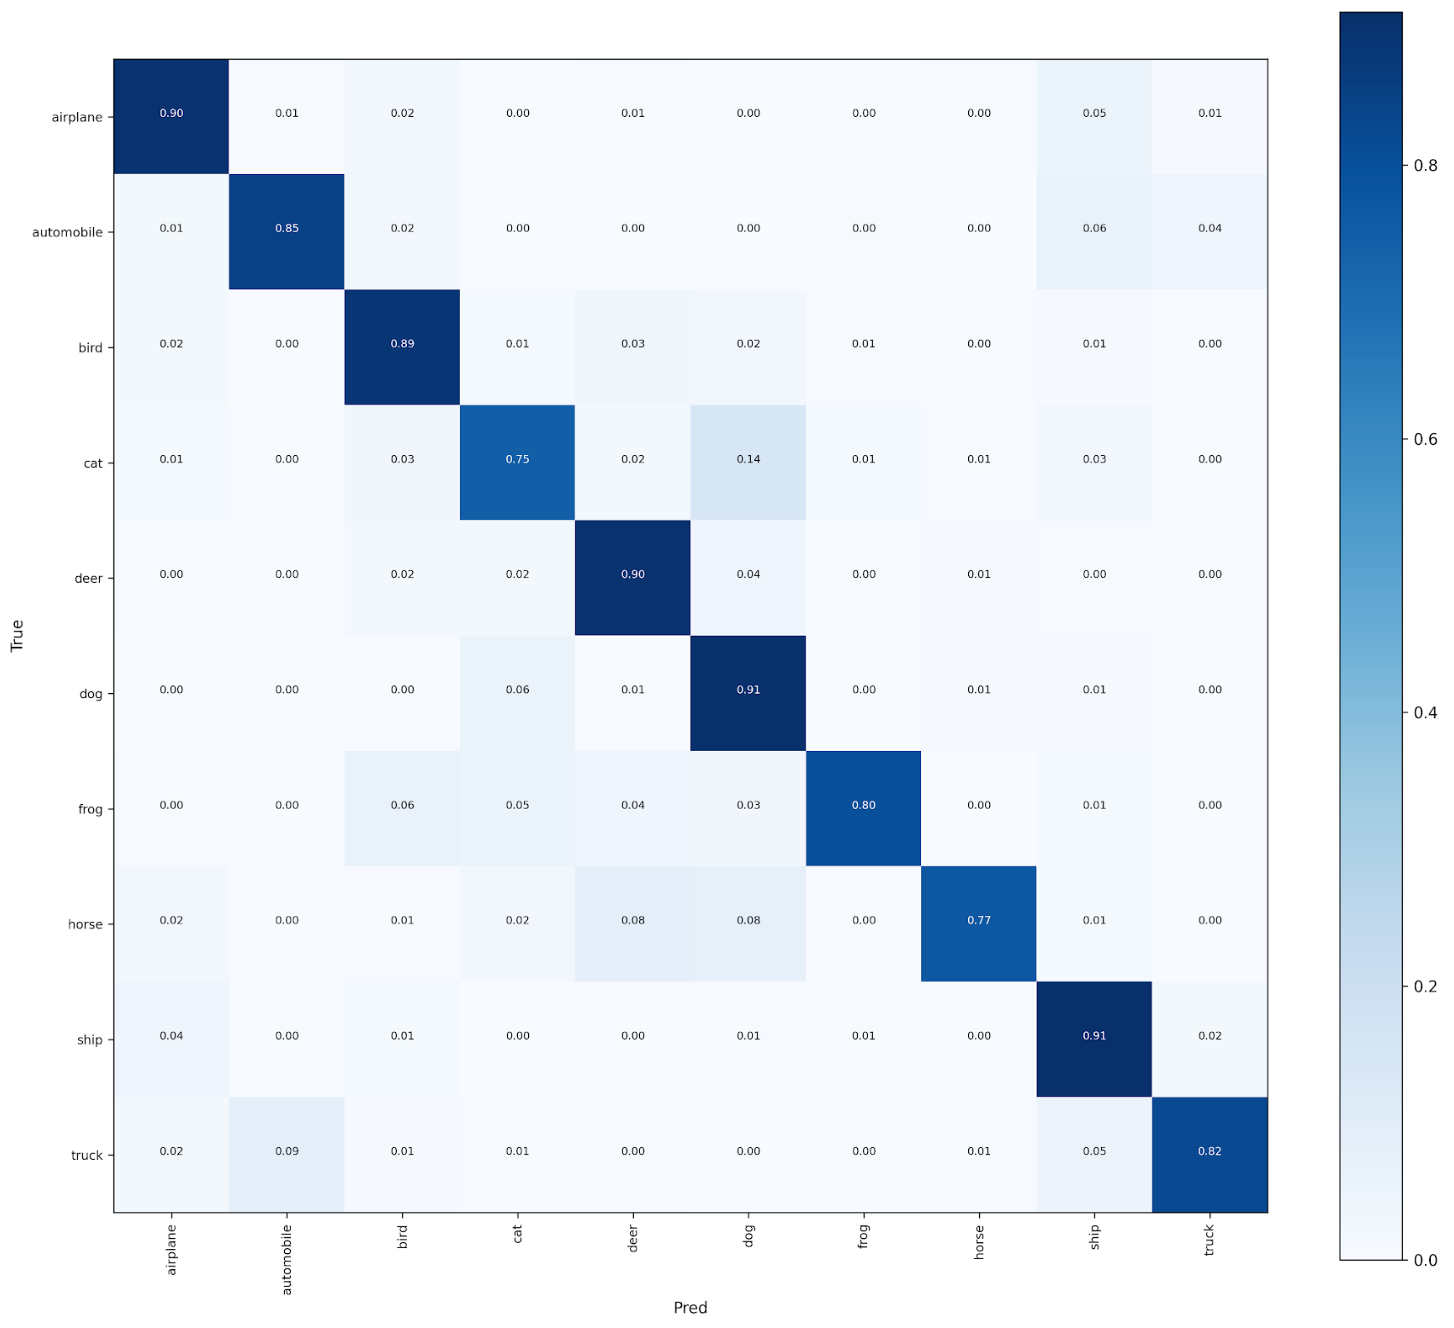 airplane 0.90 0.01 0.02 0.00 0.01 0.00 0.00 0.00 0.05 0.01
automobile 0.01 0.85 0.02 0.00 0.00 0.00 0.00 0.00 0.06 0.04
bird 0.02 0.00 0.89 0.01 0.03 0.02 0.01 0.00 0.01 0.00
cat 0.01 0.00 0.03 0.75 0.02 0.14 0.01 0.01 0.03 0.00
deer 0.00 0.00 0.02 0.02 0.90 0.04 0.00 0.01 0.00 0.00
dog 0.00 0.00 0.00 0.06 0.01 0.91 0.00 0.01 0.01 0.00
frog 0.00 0.00 0.06 0.05 0.04 0.03 0.80 0.00 0.01 0.00
horse 0.02 0.00 0.01 0.02 0.08 0.08 0.00 0.77 0.01 0.00
ship 0.04 0.00 0.01 0.00 0.00 0.01 0.01 0.00 0.91 0.02
truck 0.02 0.09 0.01 0.01 0.00 0.00 0.00 0.01 0.05 0.82
True
airplane automobile bird cat deer dog frog horse ship truck
Pred
0.8
0.6
0.4
0.2
0.0